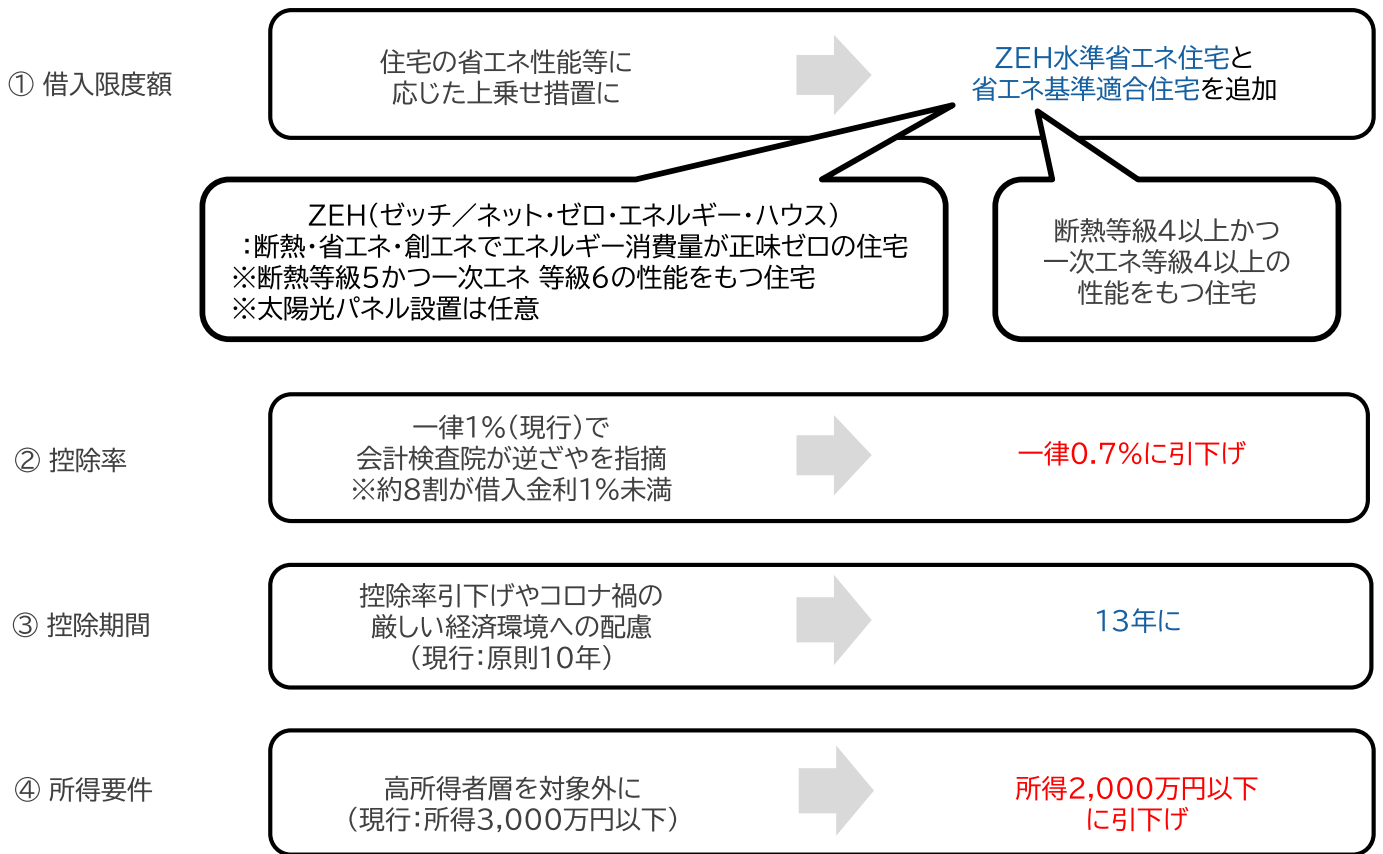 ① 借入限度額
住宅の省エネ性能等に
応じた上乗せ措置に
ZEH水準省エネ住宅と
省エネ基準適合住宅を追加
ZEH（ゼッチ／ネット・ゼロ・エネルギー・ハウス）
：断熱・省エネ・創エネでエネルギー消費量が正味ゼロの住宅
※断熱等級5かつ一次エネ 等級6の性能をもつ住宅
※太陽光パネル設置は任意
断熱等級4以上かつ
一次エネ等級4以上の
性能をもつ住宅
② 控除率
一律1%（現行）で
会計検査院が逆ざやを指摘
※約8割が借入金利1%未満
一律0.7%に引下げ
③ 控除期間
控除率引下げやコロナ禍の
厳しい経済環境への配慮
（現行：原則10年）
13年に
④ 所得要件
高所得者層を対象外に
（現行：所得3,000万円以下）
所得2,000万円以下
に引下げ